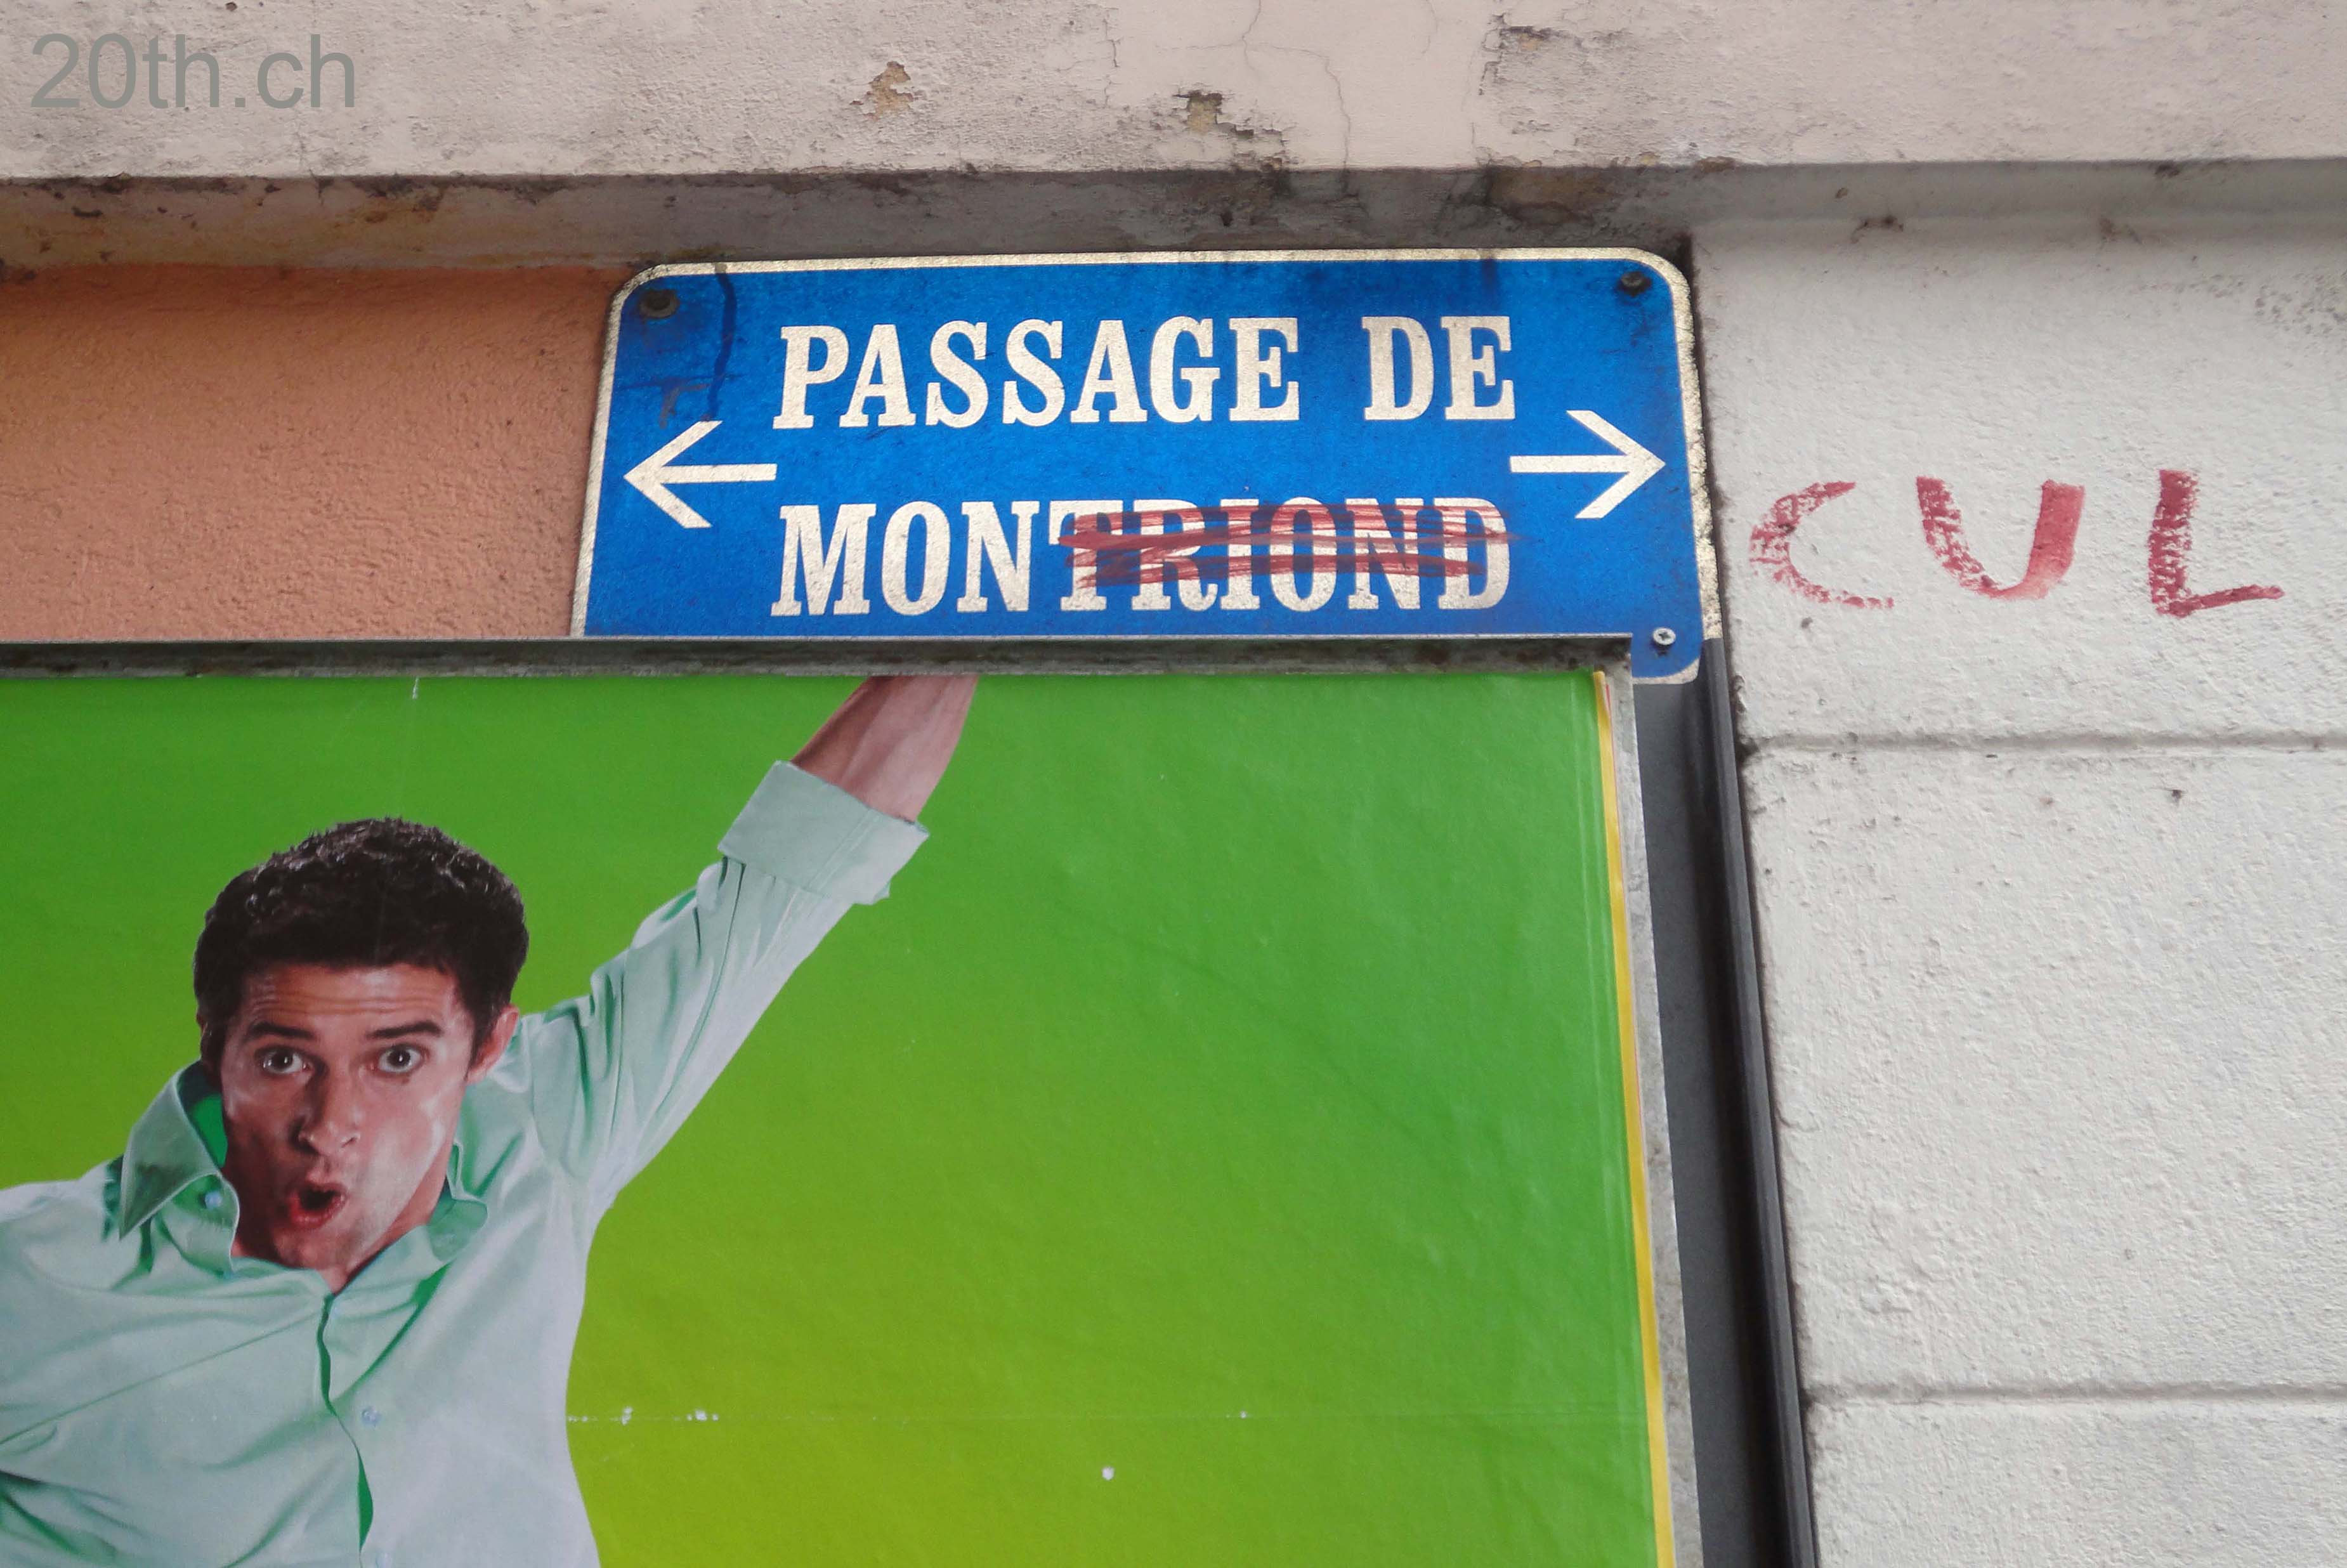 20th.ch
PASSAGE DE
MONTRIOND
CUL